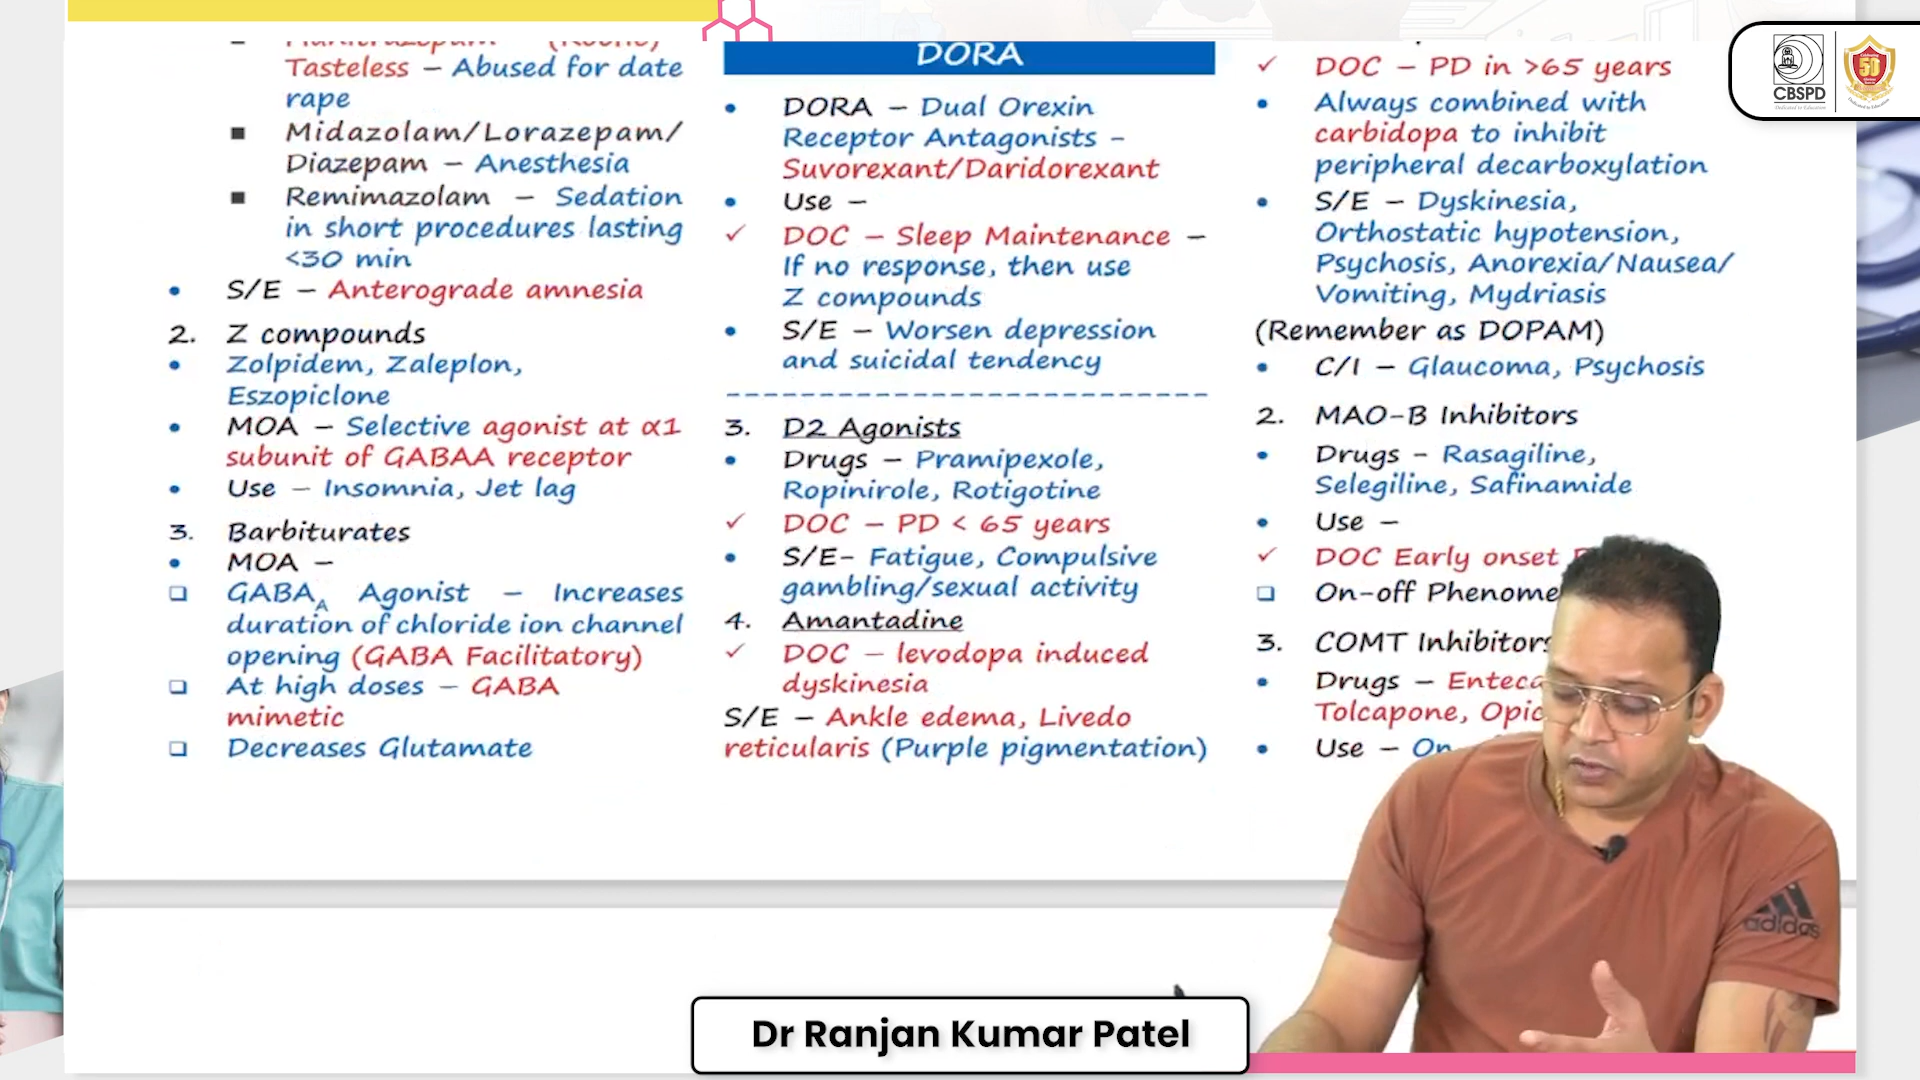 Tasteless – Abused for date
rape
Midazolam/Lorazepam/
Diazepam – Anesthesia
Remimazolam – Sedation
in short procedures lasting
<30 min
S/E – Anterograde amnesia
2. Z compounds
Zolpidem, Zaleplon,
Eszopiclone
MOA – Selective agonist at α1
subunit of GABAA receptor
Use – Insomnia, Jet lag
3. Barbiturates
MOA –
GABAA Agonist – Increases
duration of chloride ion channel
opening (GABA Facilitatory)
At high doses – GABA
mimetic
Decreases Glutamate
DORA
DORA – Dual Orexin
Receptor Antagonists –
Suvorexant/Daridorexant
Use –
DOC – Sleep Maintenance –
If no response, then use
Z compounds
S/E – Worsen depression
and suicidal tendency
3. D2 Agonists
Drugs – Pramipexole,
Ropinirole, Rotigotine
DOC – PD < 65 years
S/E- Fatigue, Compulsive
gambling/sexual activity
4. Amantadine
DOC – levodopa induced
dyskinesia
S/E – Ankle edema, Livedo
reticularis (Purple pigmentation)
DOC – PD in >65 years
Always combined with
carbidopa to inhibit
peripheral decarboxylation
S/E – Dyskinesia,
Orthostatic hypotension,
Psychosis, Anorexia/Nausea/
Vomiting, Mydriasis
(Remember as DOPAM)
C/I – Glaucoma, Psychosis
2. MAO-B Inhibitors
Drugs - Rasagiline,
Selegiline, Safinamide
Use –
DOC Early onset
On-off
3. COMT Inhibitors
Drugs –
Tolcapone,
Use –
CBSPD
50
adidas
Dr Ranjan Kumar Patel